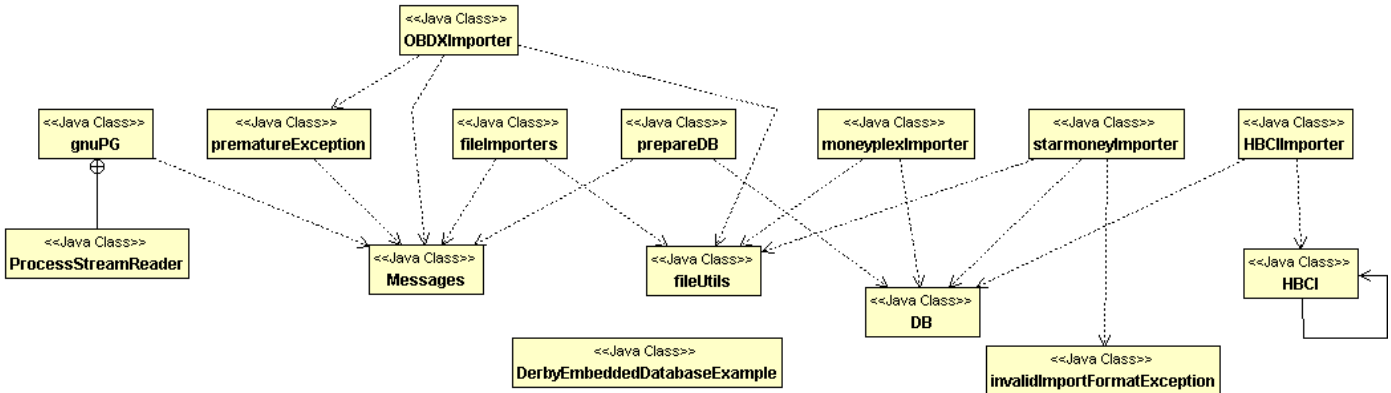 <<Java Class>>
OBDXImporter
<<Java Class>>
gnuPG
<<Java Class>>
prematureException
<<Java Class>>
fileImporters
<<Java Class>>
prepareDB
<<Java Class>>
moneyplexImporter
<<Java Class>>
starmoneyImporter
<<Java Class>>
HBCIImporter
<<Java Class>>
ProcessStreamReader
<<Java Class>>
Messages
<<Java Class>>
fileUtils
<<Java Class>>
HBCI
<<Java Class>>
DB
<<Java Class>>
DerbyEmbeddedDatabaseExample
<<Java Class>>
invalidImportFormatException